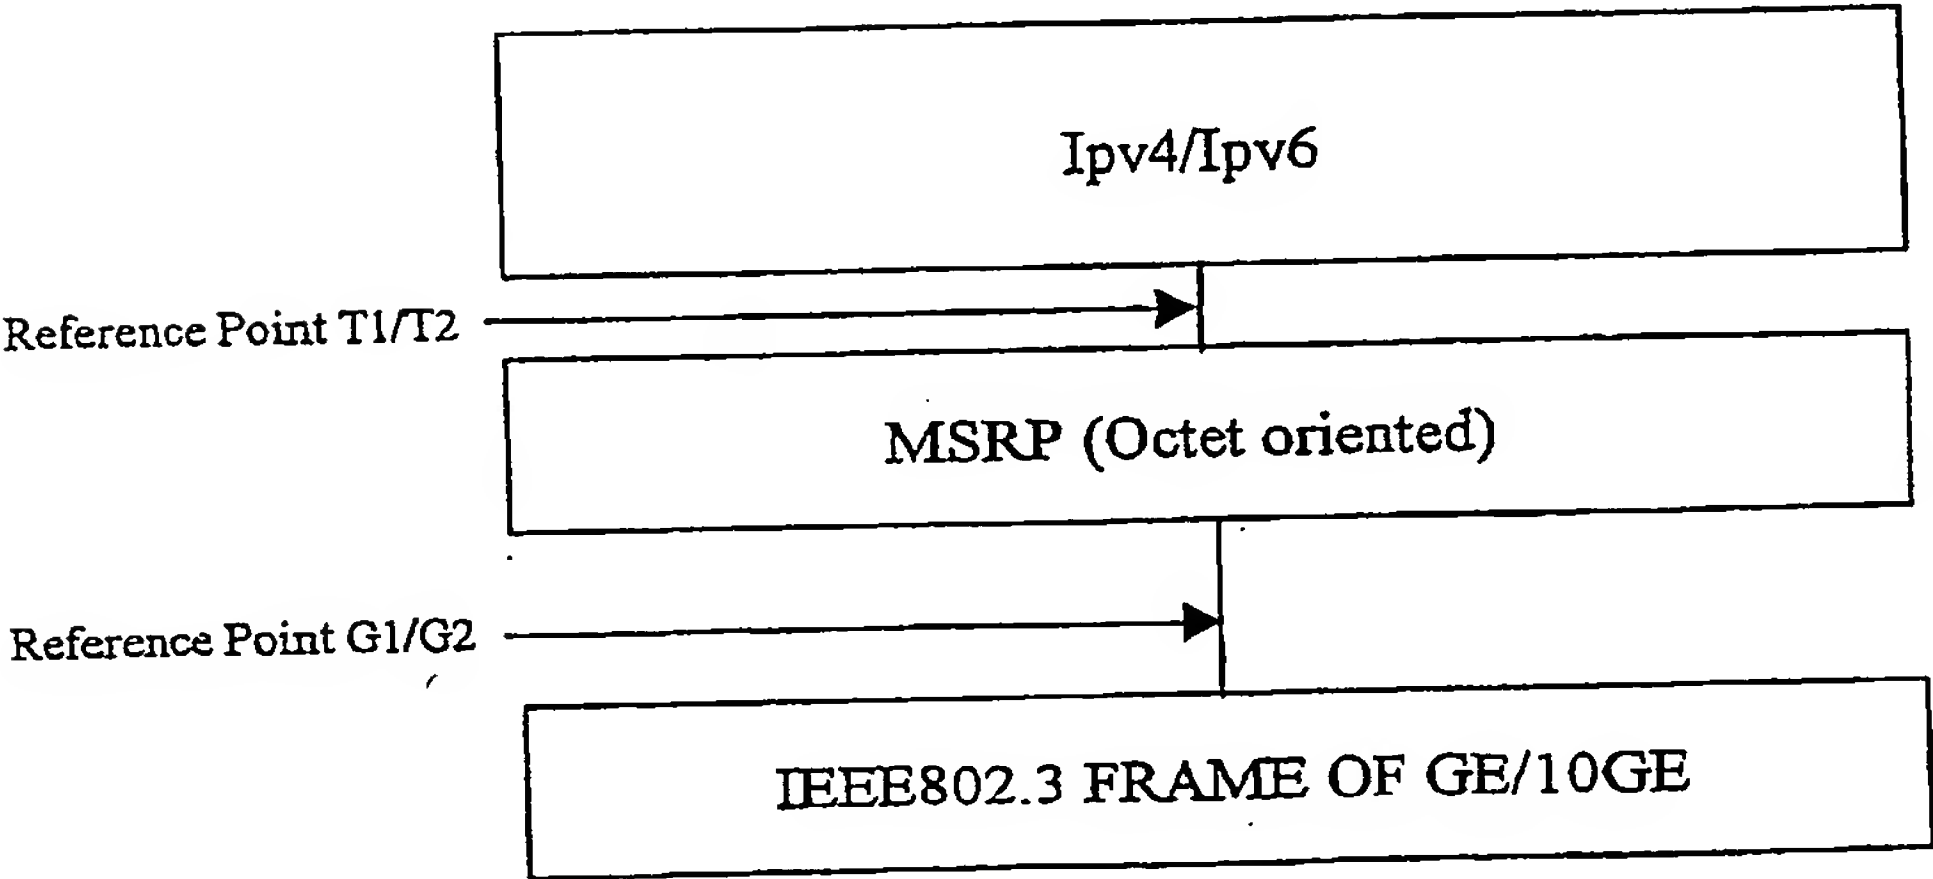 Ipv4/Ipv6
Reference Point T1/T2
MSRP (Octet oriented)
Reference Point G1/G2
IEEE802.3 FRAME OF GE/10GE